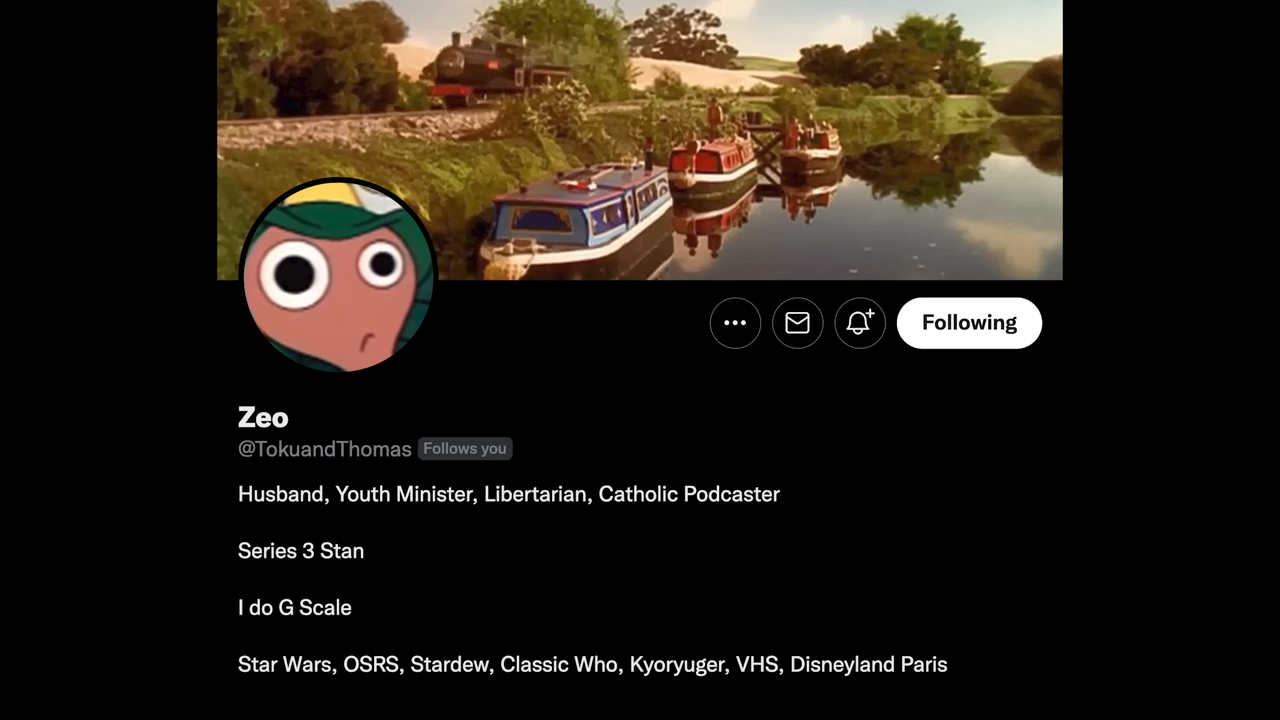 Following
Zeo
@TokuandThomas Follows you
Husband, Youth Minister, Libertarian, Catholic Podcaster
Series 3 Stan
I do G Scale
Star Wars, OSRS, Stardew, Classic Who, Kyoryuger, VHS, Disneyland Paris